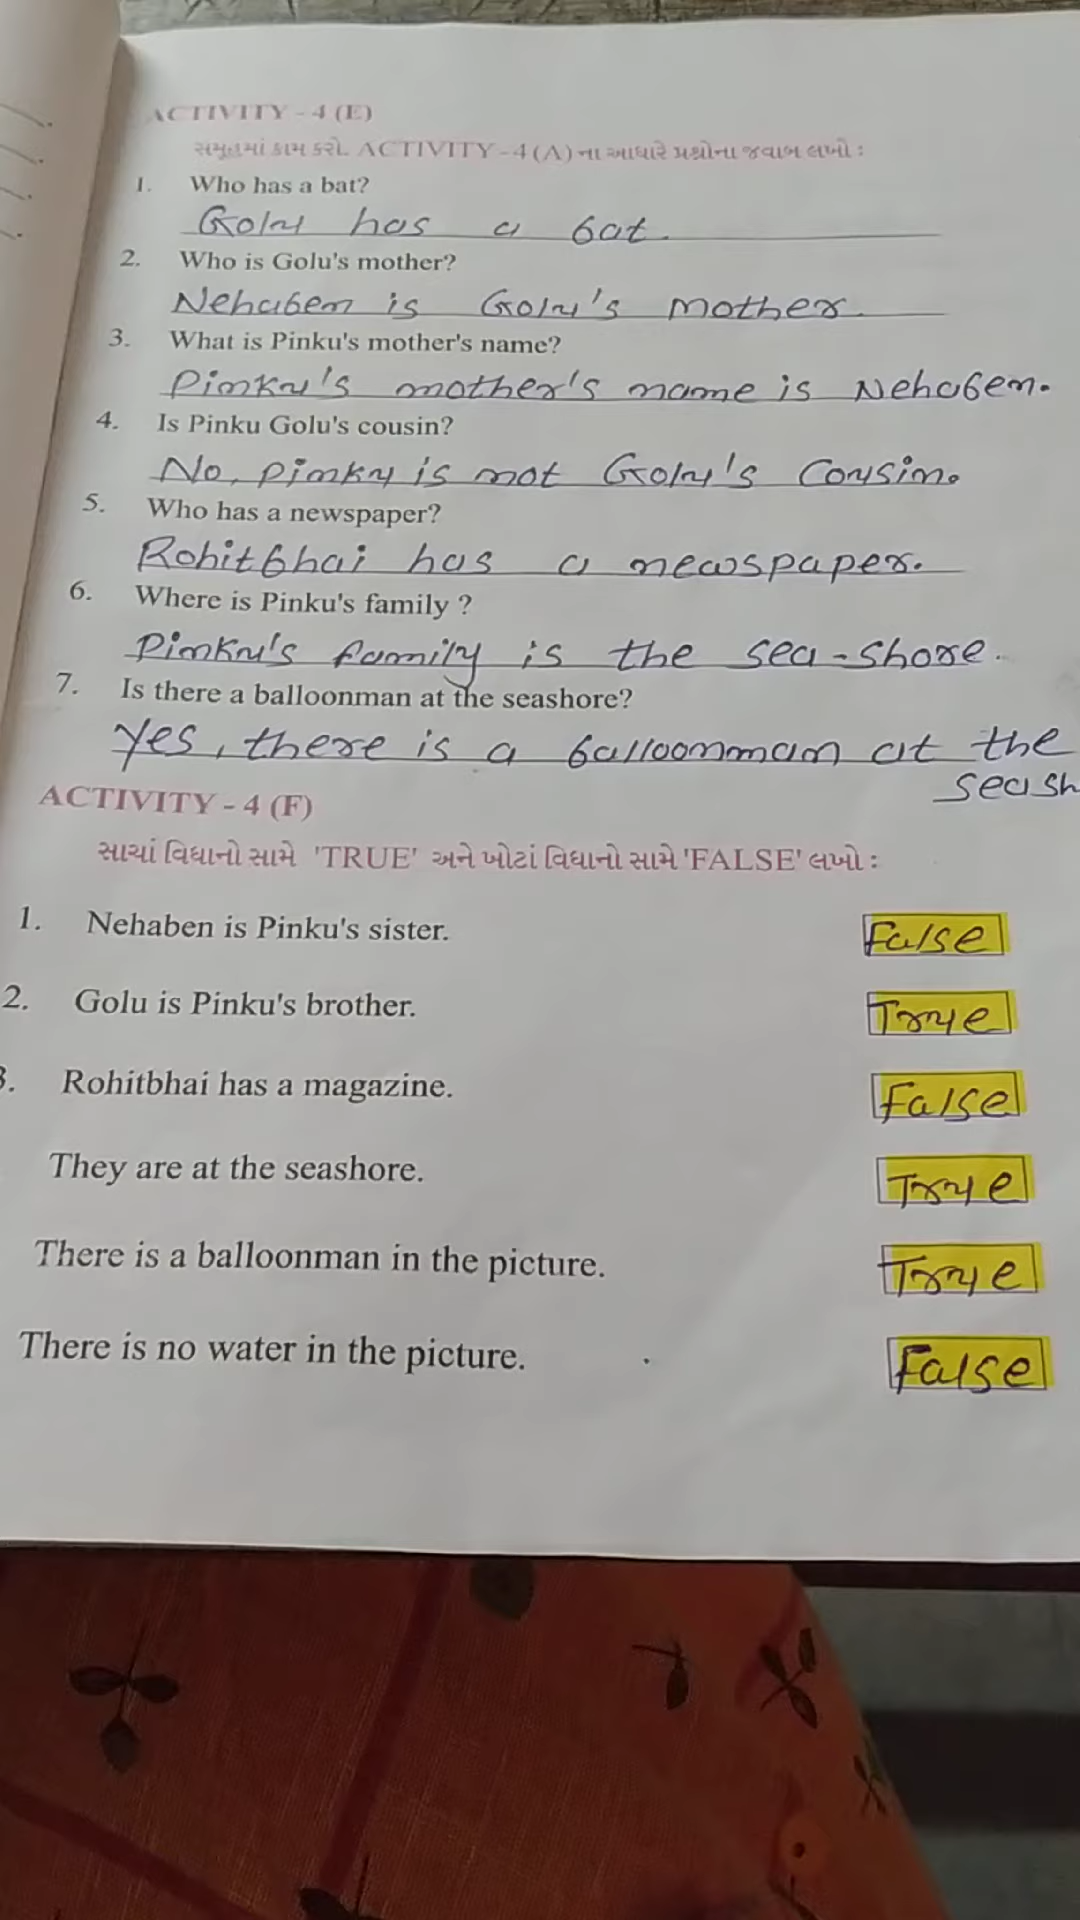 ACTIVITY - 4 (E)
સમૂહમાં કામ કરો. ACTIVITY - 4 (A) ના આધારે પ્રશ્નોના જવાબ લખો :
1. Who has a bat?
Golu has a bat.
2. Who is Golu's mother?
Nehaben is Golu's mother.
3. What is Pinku's mother's name?
Pinku's mother's name is Nehaben.
4. Is Pinku Golu's cousin?
No, Pinku is not Golu's Cousin.
5. Who has a newspaper?
Rohitbhai has a newspaper.
6. Where is Pinku's family ?
Pinku's family is the sea-shore.
7. Is there a balloonman at the seashore?
Yes, there is a balloonman at the
seash
ACTIVITY - 4 (F)
સાચાં વિધાનો સામે 'TRUE' અને ખોટાં વિધાનો સામે 'FALSE' લખો :
1. Nehaben is Pinku's sister. False
2. Golu is Pinku's brother. True
3. Rohitbhai has a magazine. False
They are at the seashore. True
There is a balloonman in the picture. True
There is no water in the picture. False